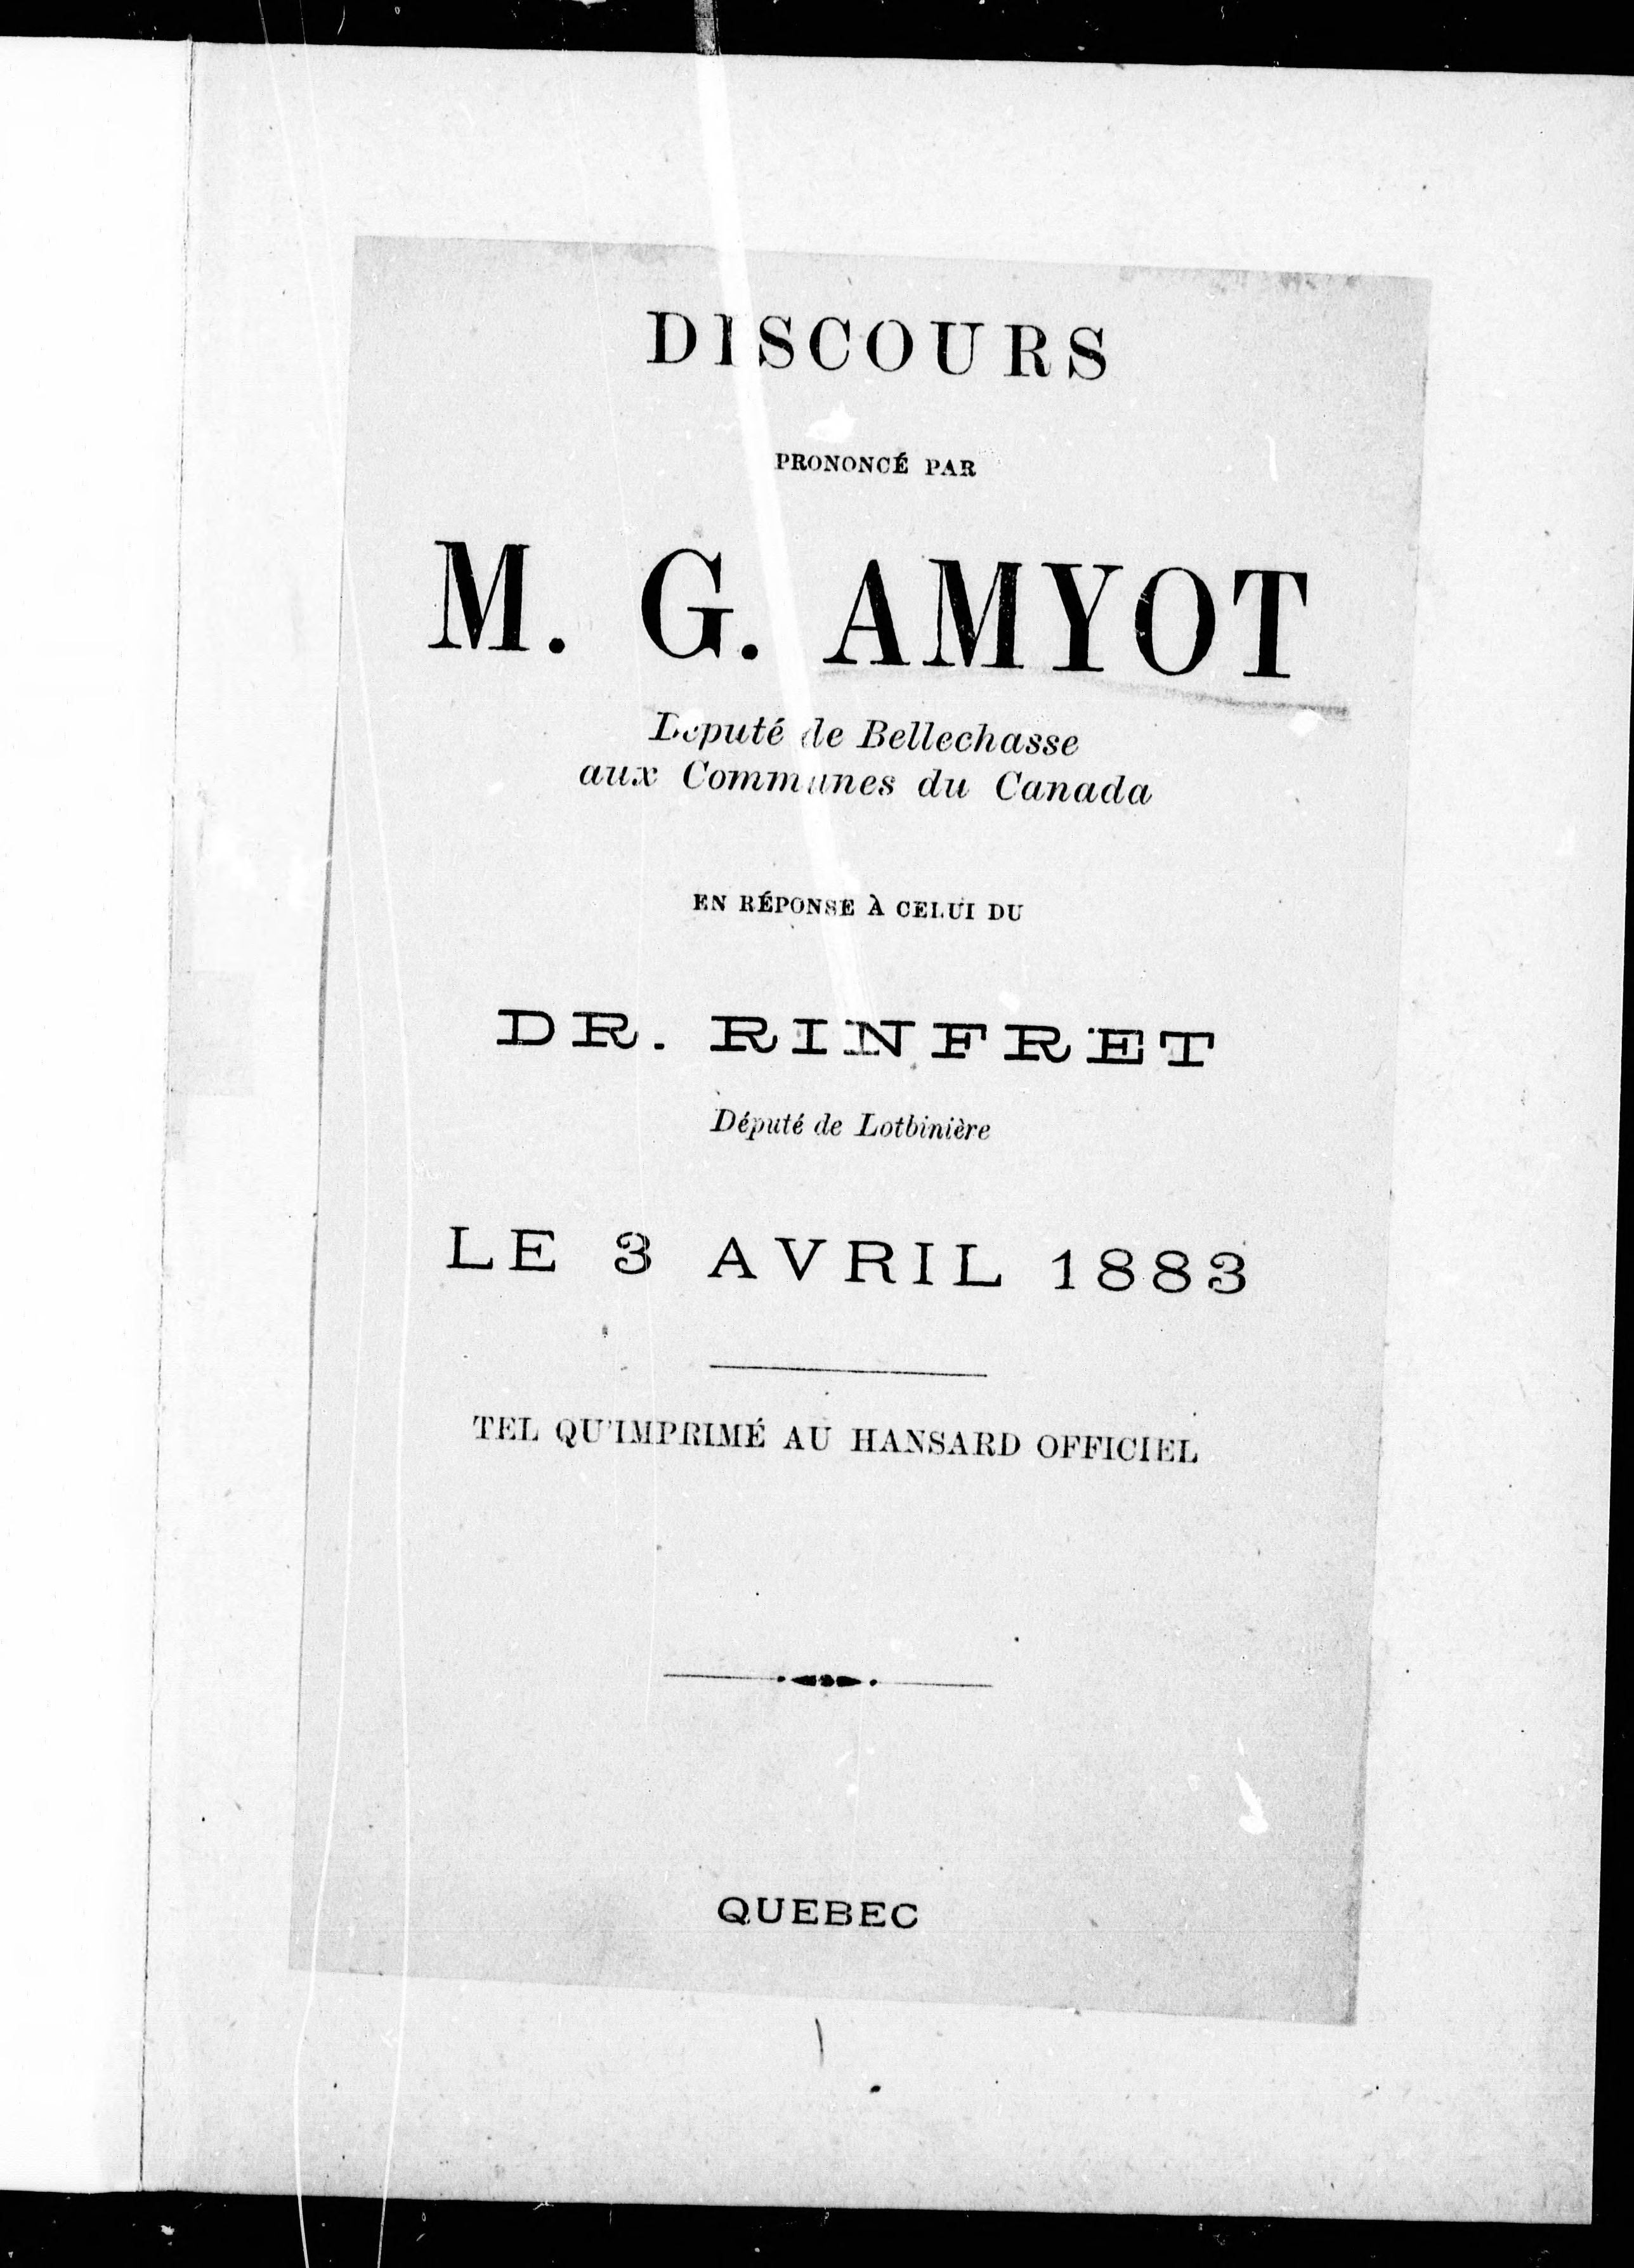 DISCOURS
PRONONCÉ PAR
M. G. AMYOT
Député de Bellechasse
aux Communes du Canada
EN RÉPONSE À CELUI DU
DR. RINFRET
Député de Lotbinière
LE 3 AVRIL 1883
TEL QU'IMPRIMÉ AU HANSARD OFFICIEL
QUEBEC